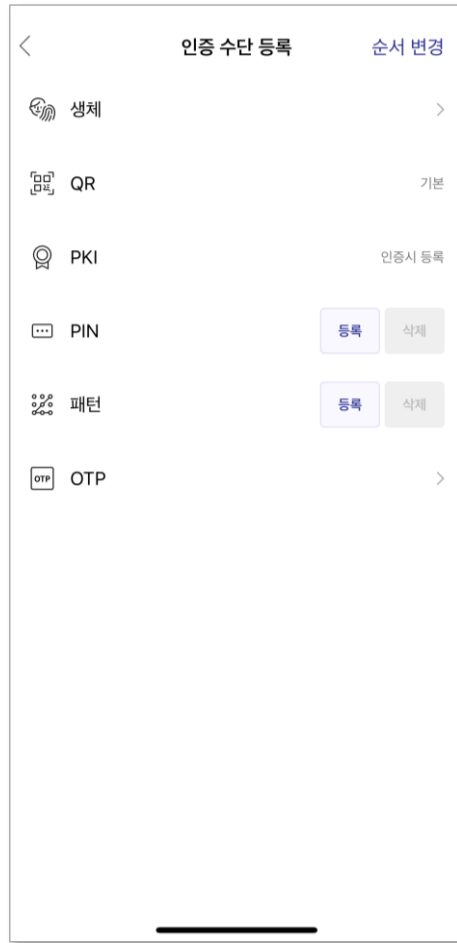 인증 수단 등록 순서 변경
생체
QR 기본
PKI 인증시 등록
PIN 등록 삭제
패턴 등록 삭제
OTP OTP